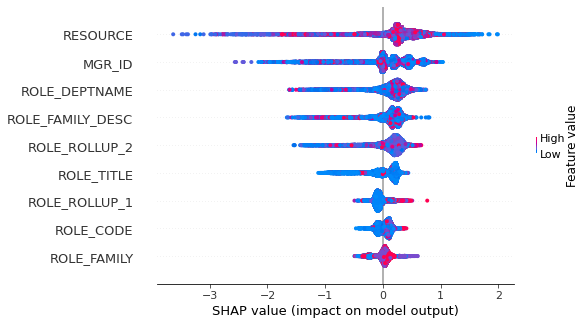 RESOURCE
MGR_ID
ROLE_DEPTNAME
ROLE_FAMILY_DESC
ROLE_ROLLUP_2
ROLE_TITLE
ROLE_ROLLUP_1
ROLE_CODE
ROLE_FAMILY
−3 −2 −1 0 1 2
SHAP value (impact on model output)
High
Low
Feature value